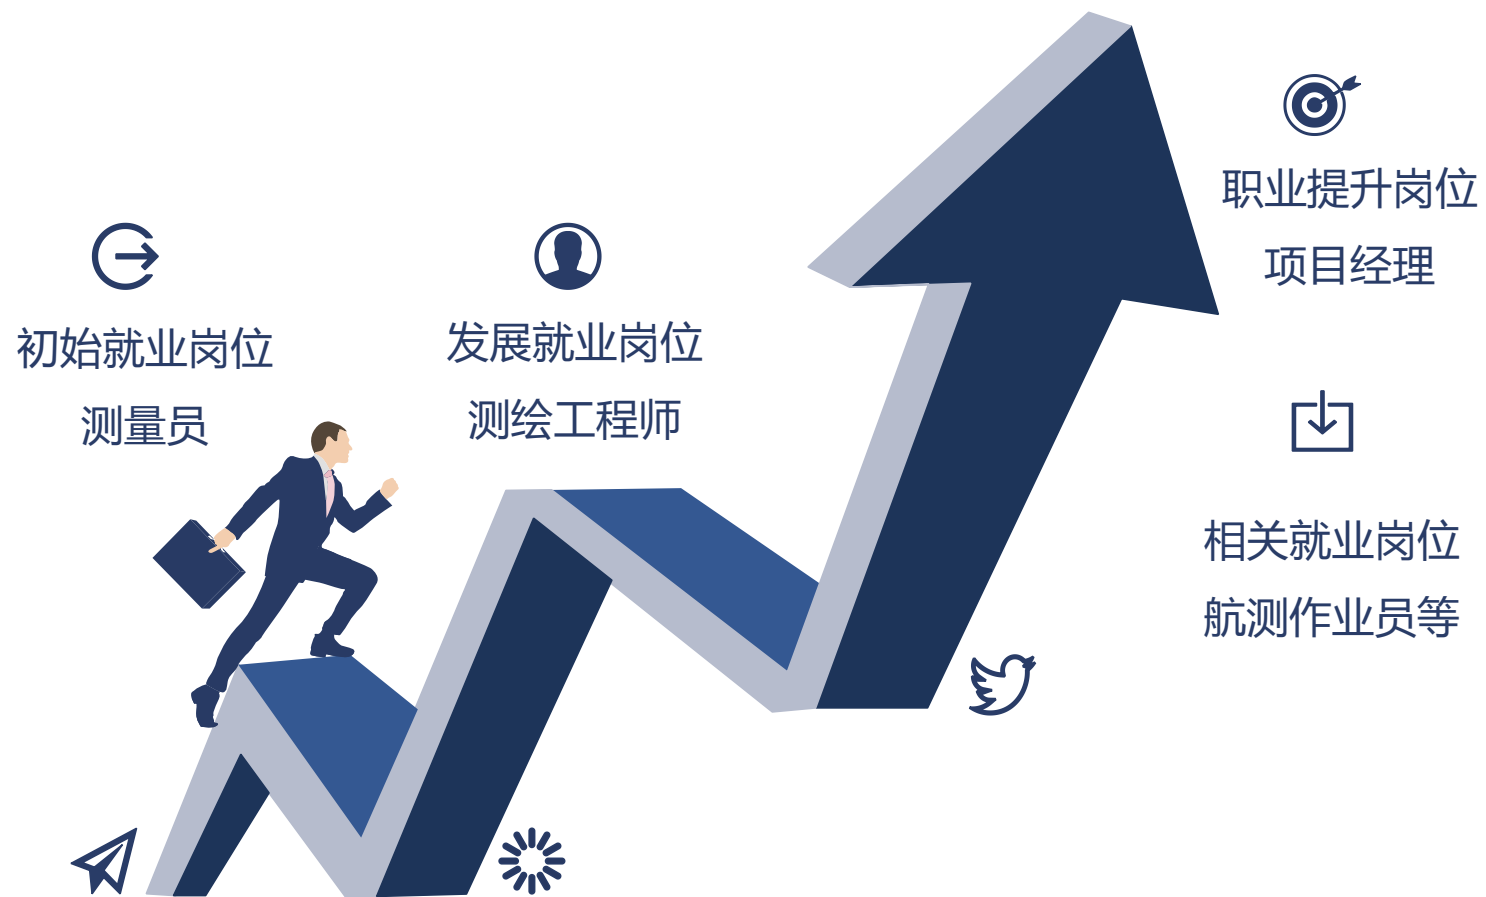 初始就业岗位
测量员
发展就业岗位
测绘工程师
职业提升岗位
项目经理
相关就业岗位
航测作业员等